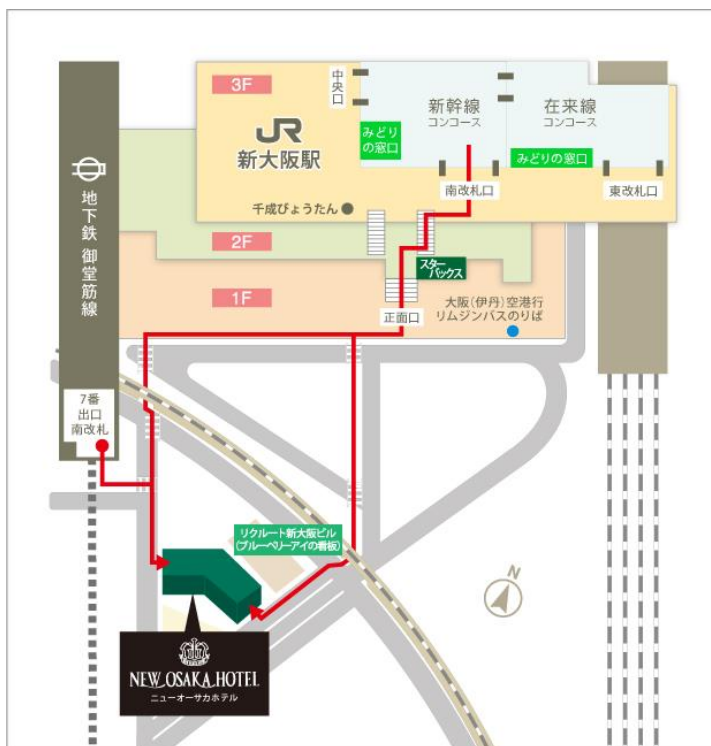 3F
中央口
新幹線
コンコース
在来線
コンコース
JR
新大阪駅
みどり
の窓口
みどりの窓口
南改札口
東改札口
千成びょうたん
地下鉄 御堂筋線
2F
スター
バックス
1F
大阪(伊丹)空港行
リムジンバスのりば
正面口
7番
出口
南改札
リクルート新大阪ビル
(ブルーベリーアイの看板)
N
NEW OSAKA HOTEL
ニューオーサカホテル